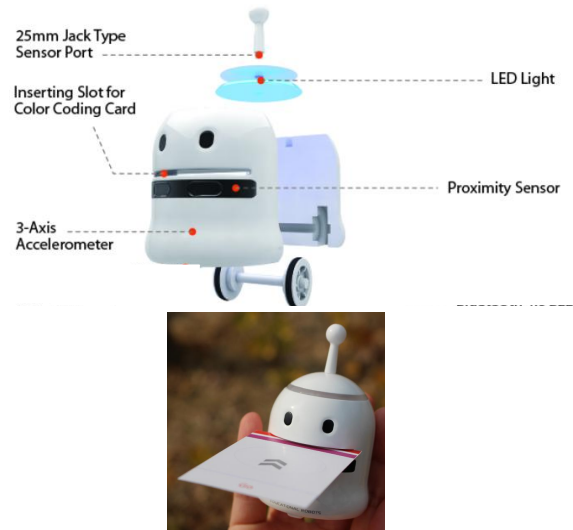 25mm Jack Type
Sensor Port
LED Light
Inserting Slot for
Color Coding Card
Proximity Sensor
3-Axis
Accelerometer